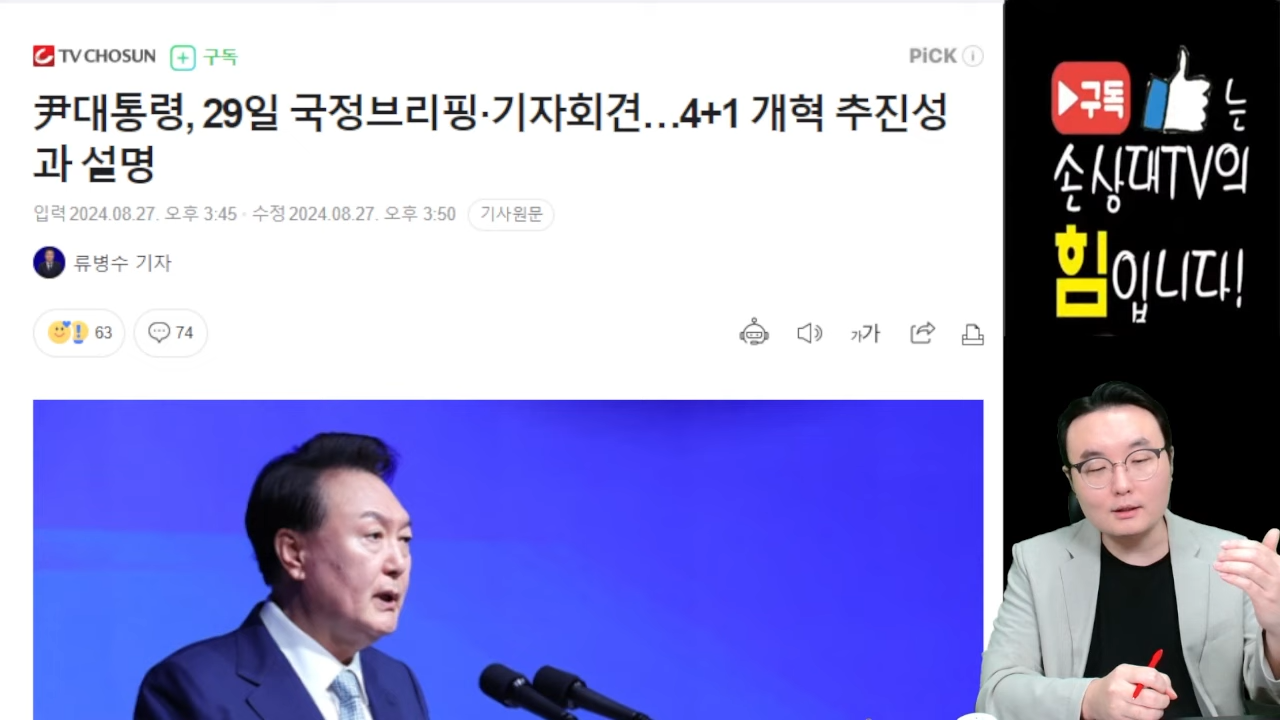 TV CHOSUN 구독
PiCK
尹대통령, 29일 국정브리핑·기자회견…4+1 개혁 추진성
과 설명
입력 2024.08.27. 오후 3:45 · 수정 2024.08.27. 오후 3:50 기사원문
류병수 기자
63 74
가가
구독 는
손상대TV의
힘입니다!